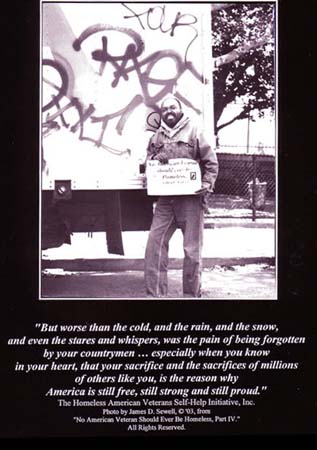 "But worse than the cold, and the rain, and the snow,
and even the stares and whispers, was the pain of being forgotten
by your countrymen ... especially when you know
in your heart, that your sacrifice and the sacrifices of millions
of others like you, is the reason why
America is still free, still strong and still proud."
The Homeless American Veterans Self-Help Initiative, Inc.
Photo by James D. Sewell, © '03, from
"No American Veteran Should Ever Be Homeless, Part IV."
All Rights Reserved.